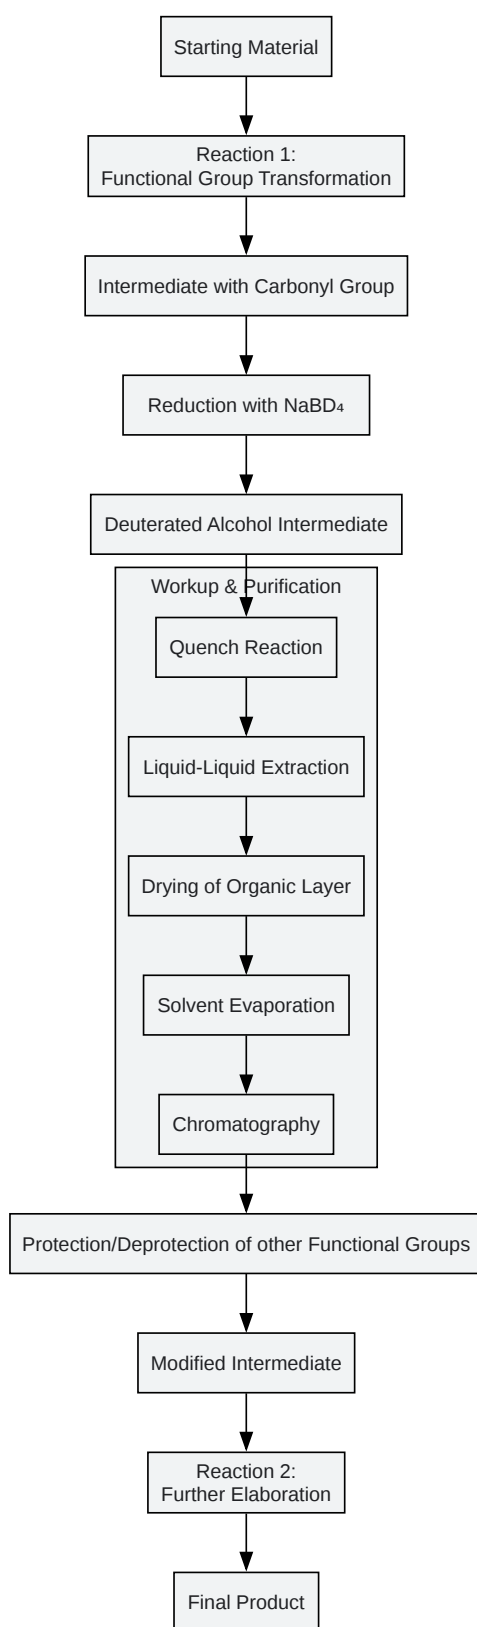 Starting Material
Reaction 1:
Functional Group Transformation
Intermediate with Carbonyl Group
Reduction with NaBD₄
Deuterated Alcohol Intermediate
Workup & Purification
Quench Reaction
Liquid-Liquid Extraction
Drying of Organic Layer
Solvent Evaporation
Chromatography
Protection/Deprotection of other Functional Groups
Modified Intermediate
Reaction 2:
Further Elaboration
Final Product